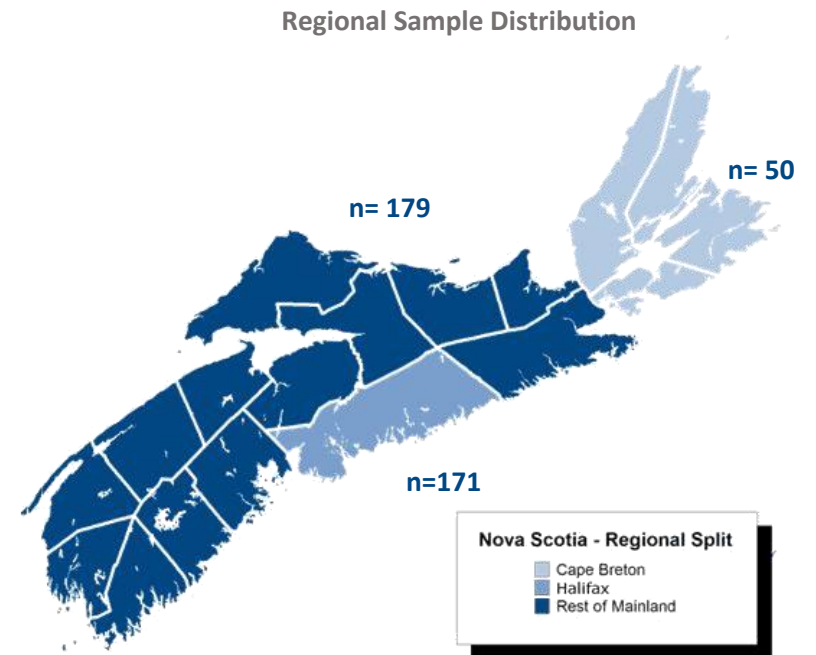 Regional Sample Distribution
n= 50
n= 179
n=171
Nova Scotia - Regional Split
Cape Breton
Halifax
Rest of Mainland